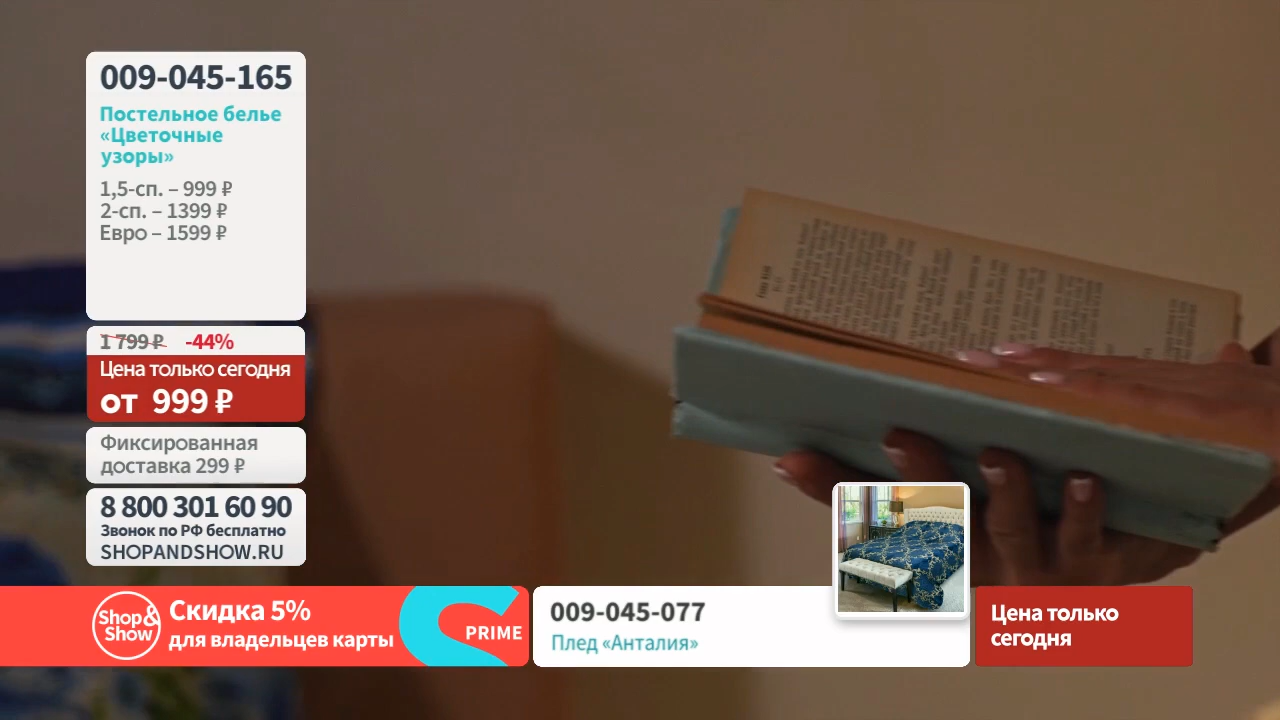 009-045-165
Постельное белье
«Цветочные
узоры»
1,5-сп. – 999 ₽
2-сп. – 1399 ₽
Евро – 1599 ₽
1 799 ₽ -44%
Цена только сегодня
от 999 ₽
Фиксированная
доставка 299 ₽
8 800 301 60 90
Звонок по РФ бесплатно
SHOPANDSHOW.RU
Shop&
Show
Скидка 5%
для владельцев карты
PRIME
009-045-077
Плед «Анталия»
Цена только
сегодня